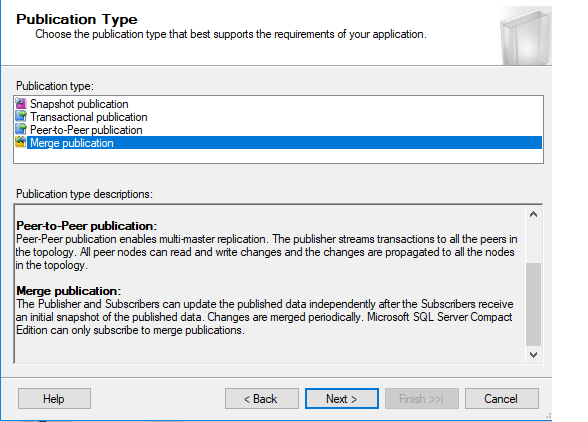 Publication Type
Choose the publication type that best supports the requirements of your application.
Publication type:
Snapshot publication
Transactional publication
Peer-to-Peer publication
Merge publication
Publication type descriptions:
Peer-to-Peer publication:
Peer-Peer publication enables multi-master replication. The publisher streams transactions to all the peers in
the topology. All peer nodes can read and write changes and the changes are propagated to all the nodes
in the topology.
Merge publication:
The Publisher and Subscribers can update the published data independently after the Subscribers receive
an initial snapshot of the published data. Changes are merged periodically. Microsoft SQL Server Compact
Edition can only subscribe to merge publications.
Help
< Back
Next >
Finish >>|
Cancel